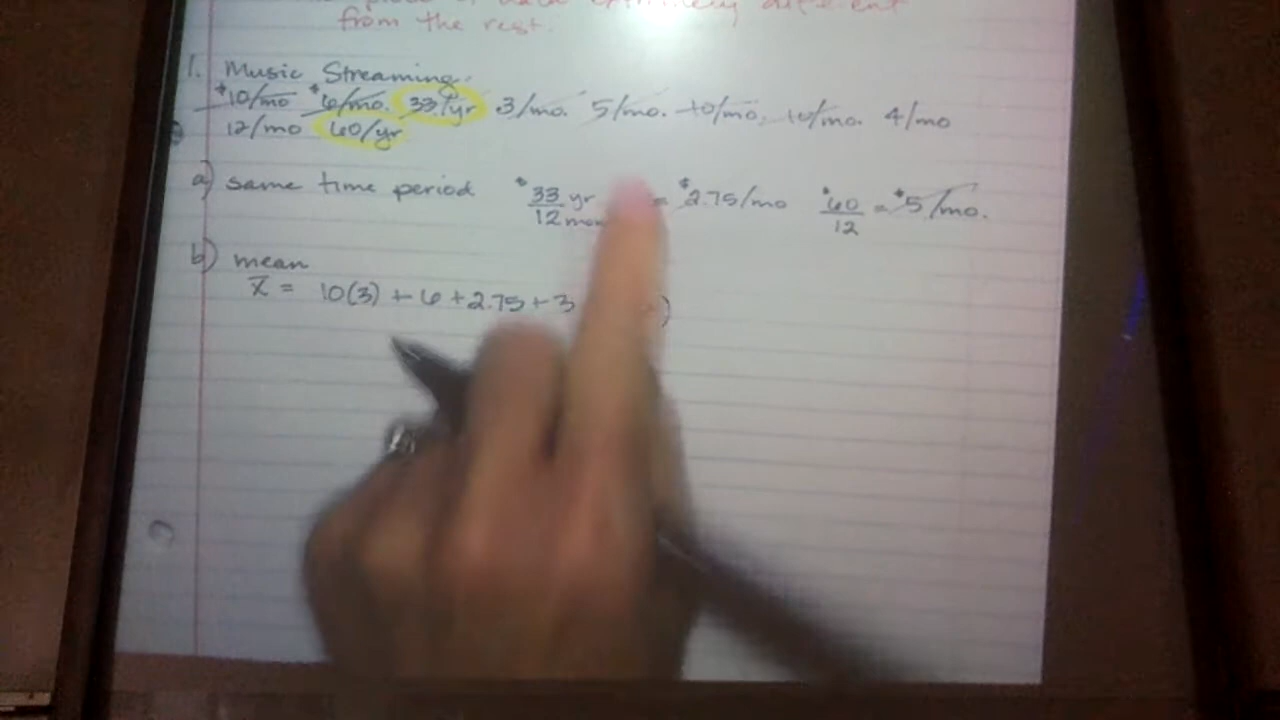 from the rest.
1. Music Streaming.
$10/mo $6/mo. 33/yr 3/mo. 5/mo. 10/mo. 10/mo. 4/mo
12/mo 60/yr
a) same time period $33 yr / 12 mon = $2.75/mo $60 / 12 = $5/mo.
b) mean
x̄ = 10(3) + 6 + 2.75 + 3 )